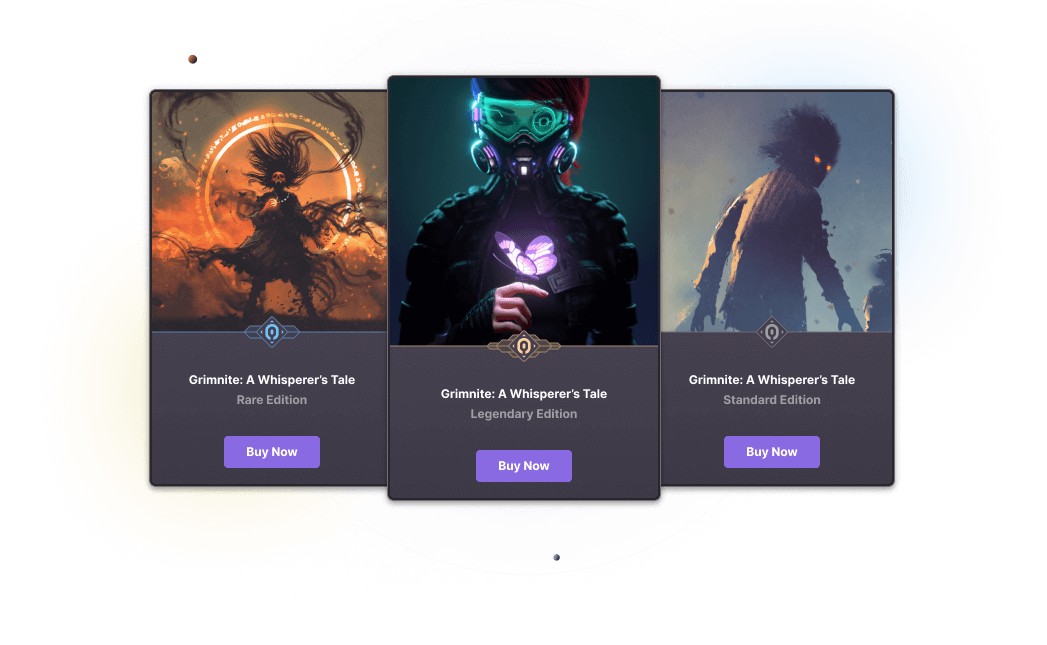 Grimnite: A Whisperer’s Tale
Rare Edition
Buy Now
Grimnite: A Whisperer’s Tale
Legendary Edition
Buy Now
Grimnite: A Whisperer’s Tale
Standard Edition
Buy Now